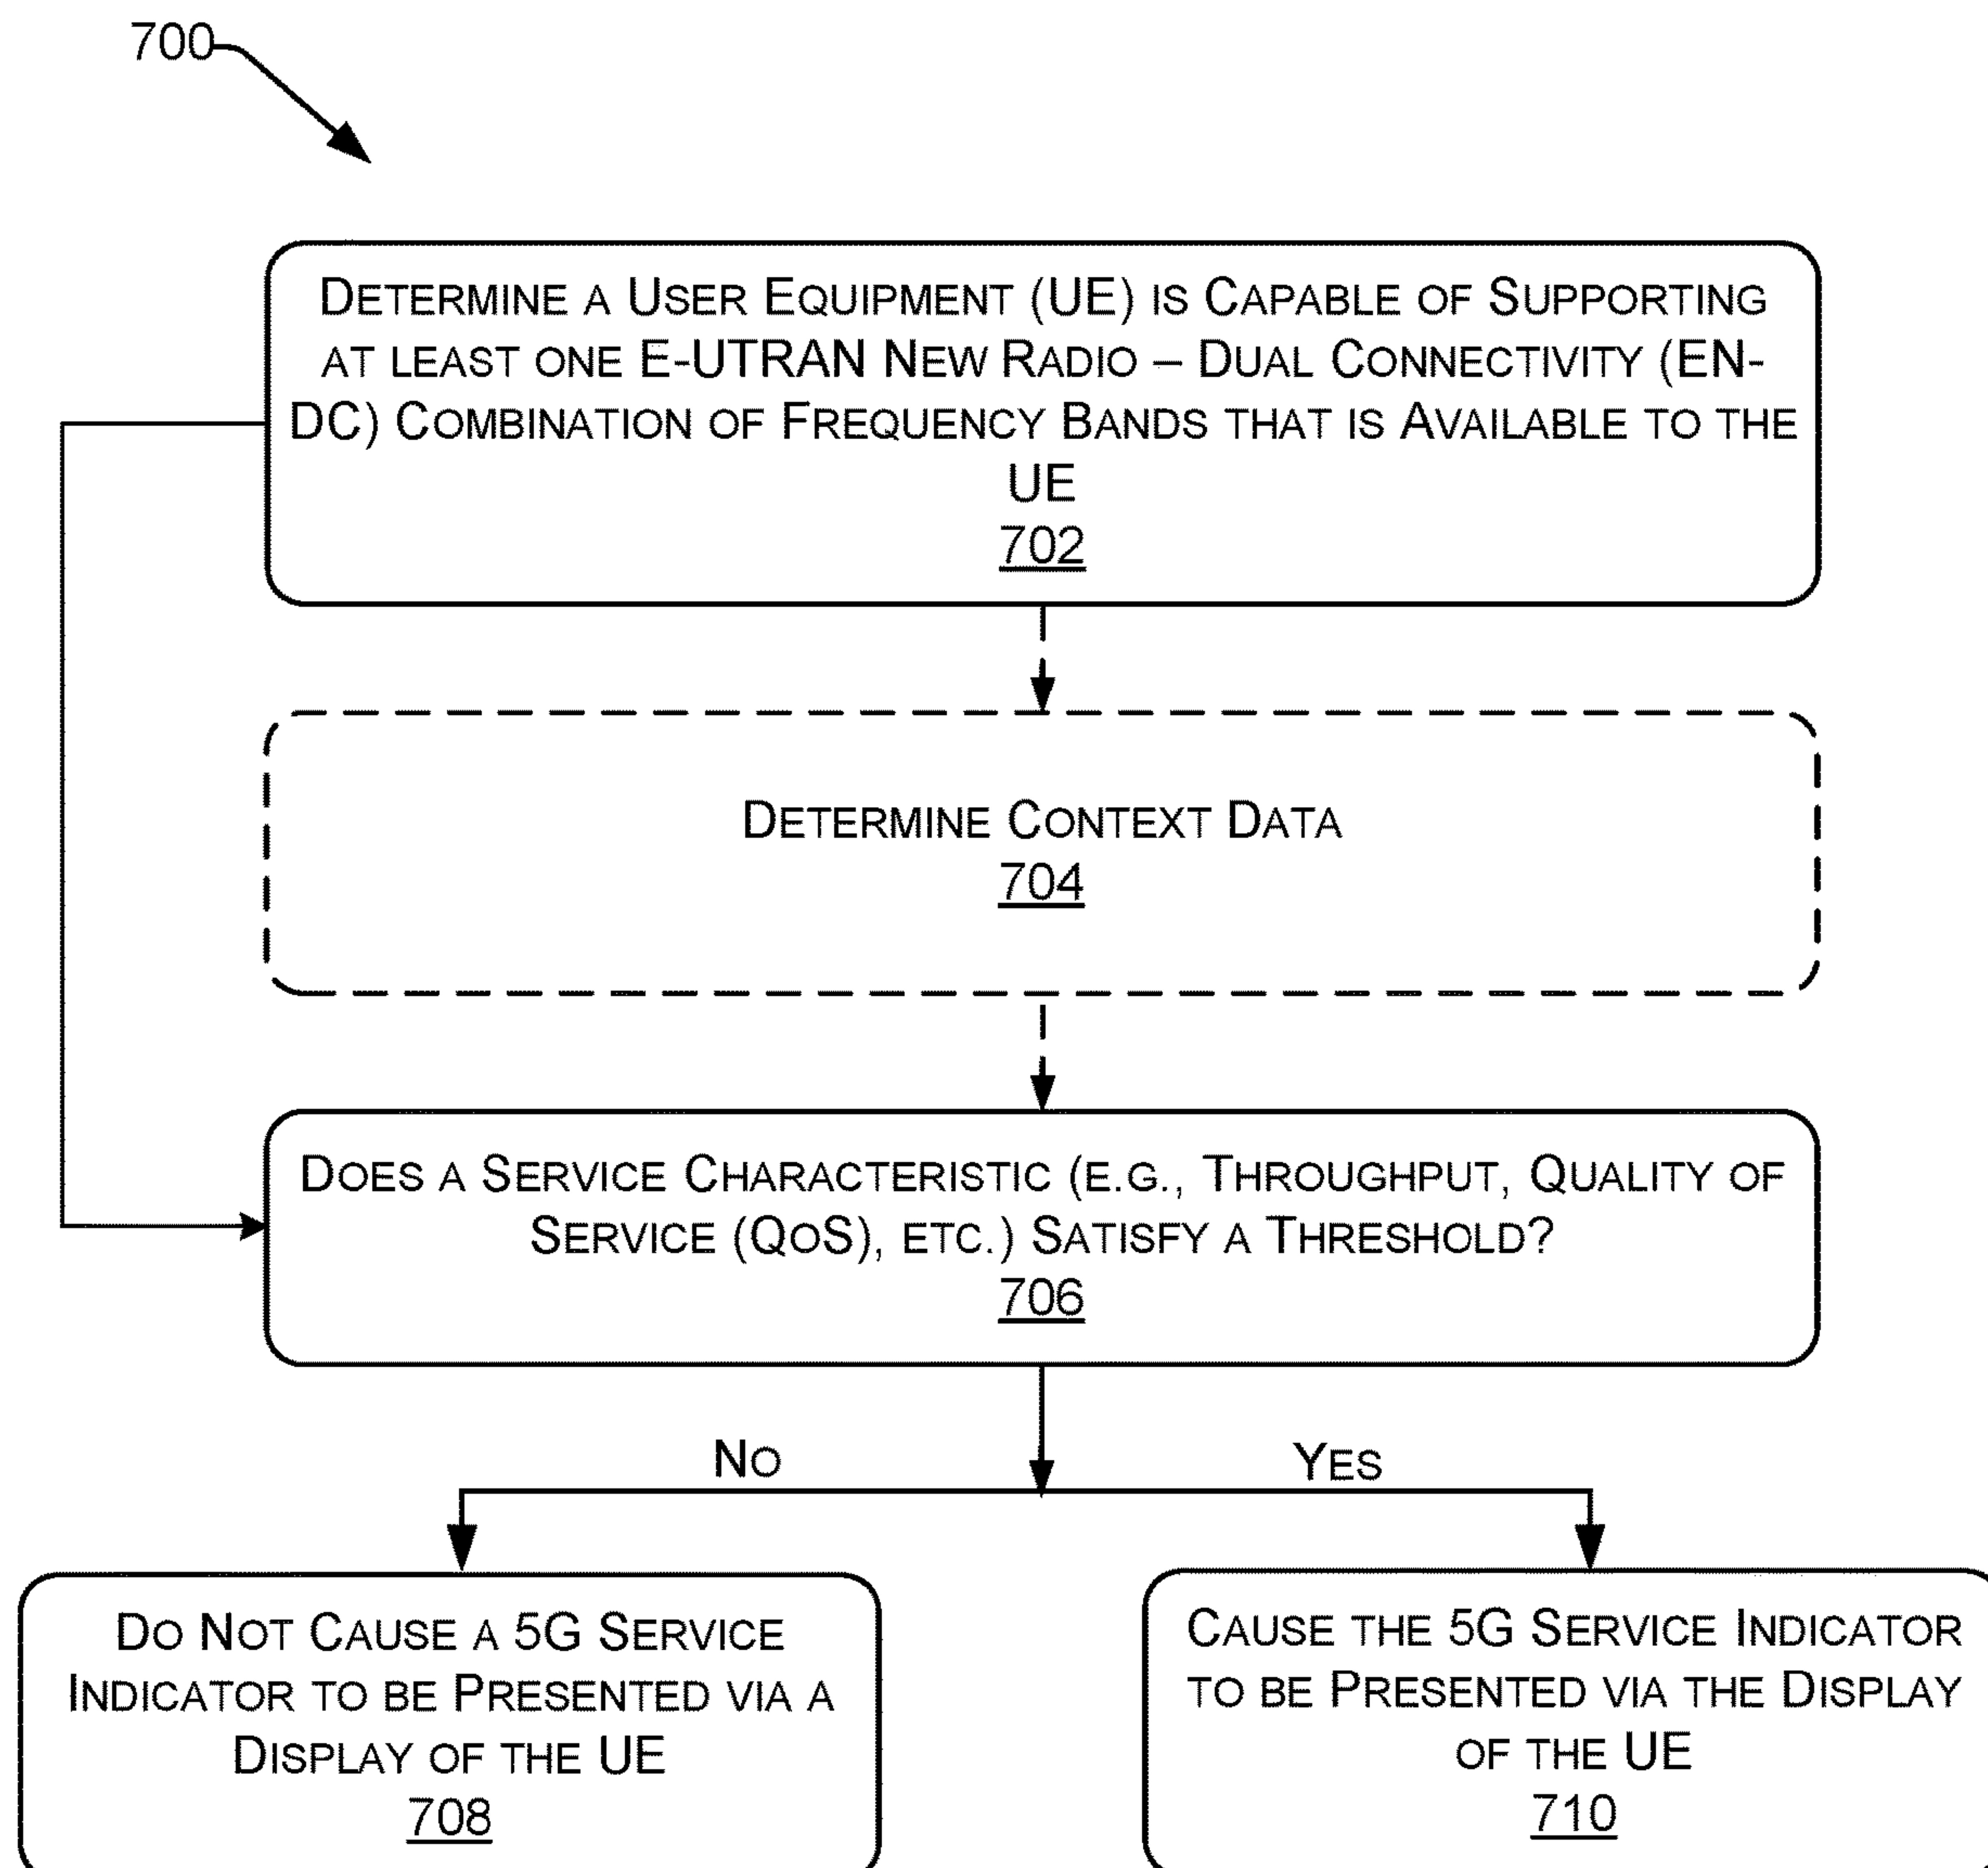 700
DETERMINE A USER EQUIPMENT (UE) IS CAPABLE OF SUPPORTING
AT LEAST ONE E-UTRAN NEW RADIO – DUAL CONNECTIVITY (EN-
DC) COMBINATION OF FREQUENCY BANDS THAT IS AVAILABLE TO THE
UE
702
DETERMINE CONTEXT DATA
704
DOES A SERVICE CHARACTERISTIC (E.G., THROUGHPUT, QUALITY OF
SERVICE (QOS), ETC.) SATISFY A THRESHOLD?
706
NO
YES
DO NOT CAUSE A 5G SERVICE
INDICATOR TO BE PRESENTED VIA A
DISPLAY OF THE UE
708
CAUSE THE 5G SERVICE INDICATOR
TO BE PRESENTED VIA THE DISPLAY
OF THE UE
710